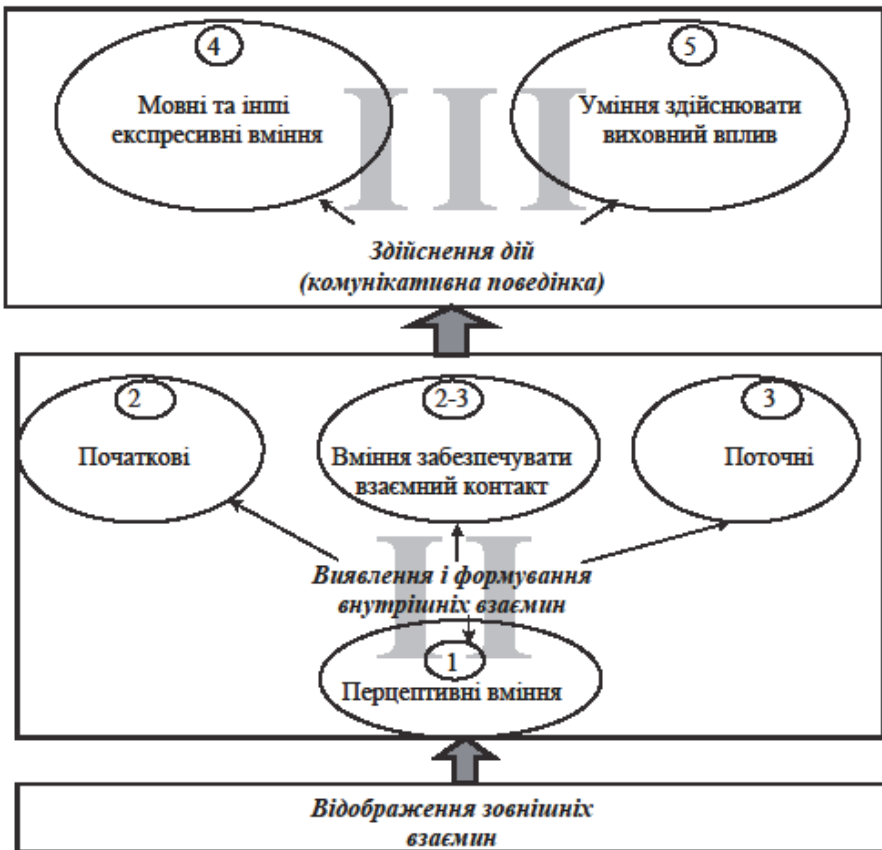 4
5
Мовні та інші
експресивні вміння
Уміння здійснювати
виховний вплив
III
Здійснення дій
(комунікативна поведінка)
2
2-3
3
Початкові
Вміння забезпечувати
взаємний контакт
Поточні
II
Виявлення і формування
внутрішніх взаємин
1
Перцептивні вміння
Відображення зовнішніх
взаємин